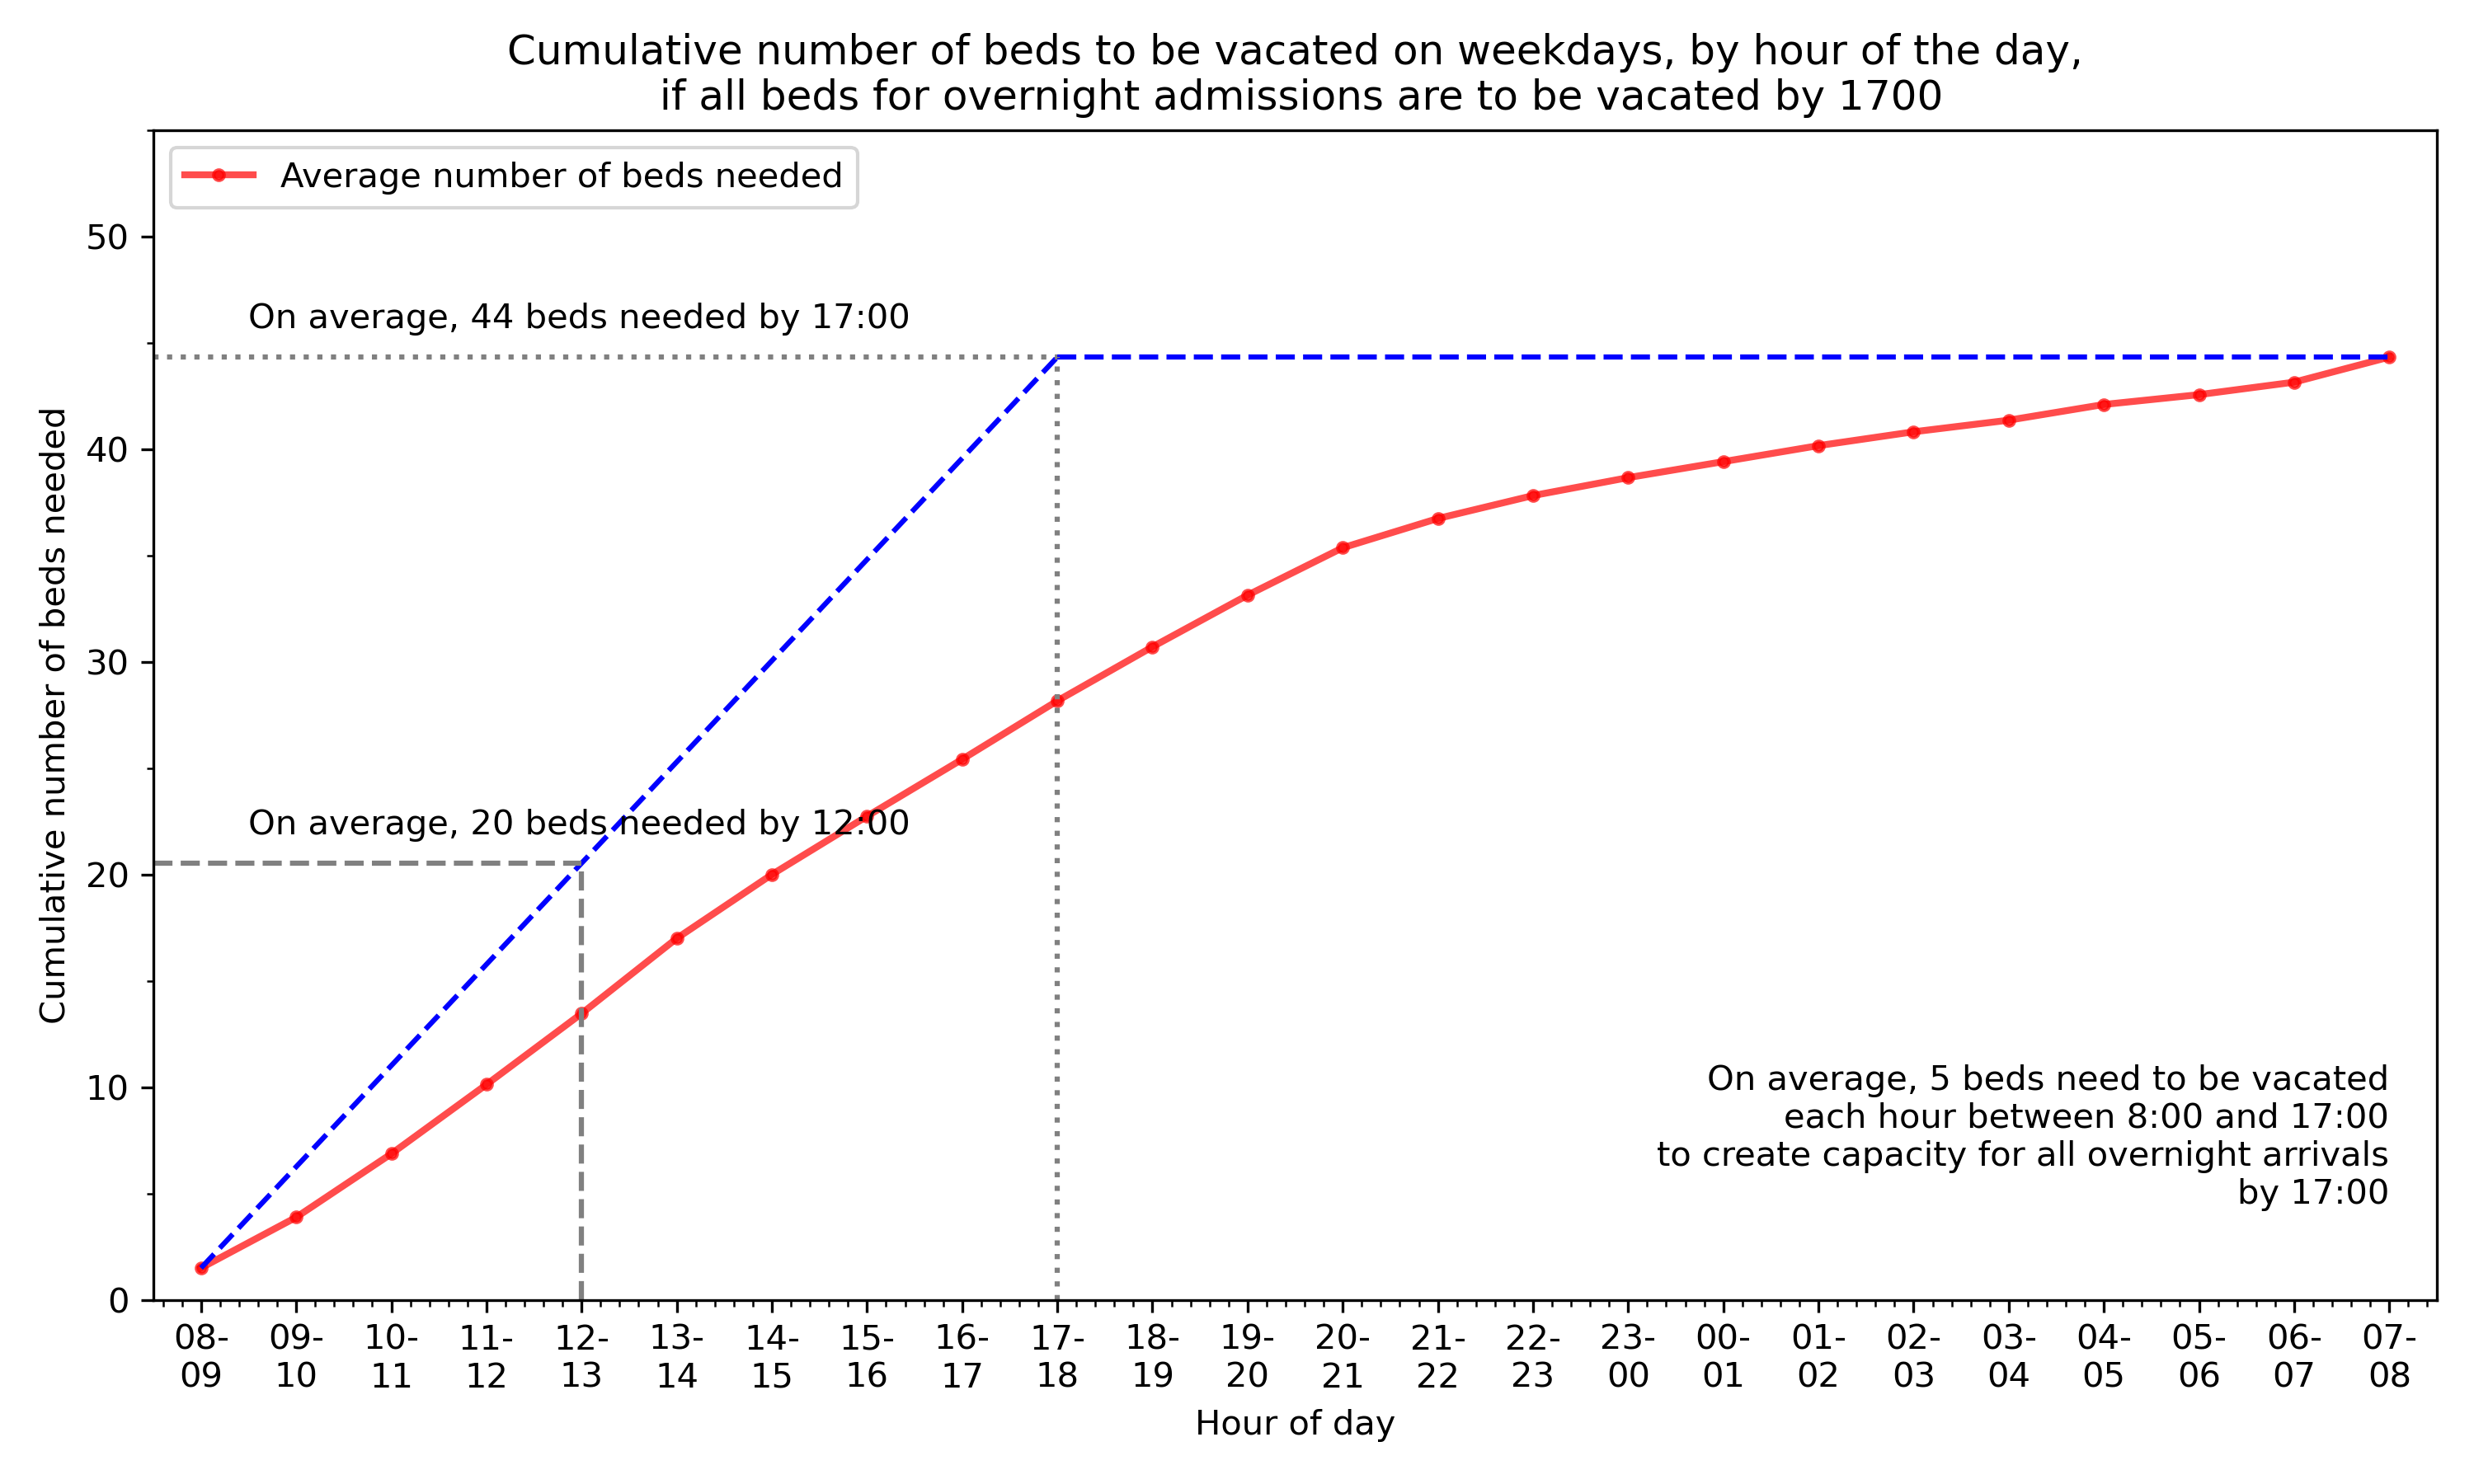 Cumulative number of beds to be vacated on weekdays, by hour of the day,
if all beds for overnight admissions are to be vacated by 1700
Average number of beds needed
Cumulative number of beds needed
50
40
30
20
10
0
On average, 44 beds needed by 17:00
On average, 20 beds needed by 12:00
On average, 5 beds need to be vacated
each hour between 8:00 and 17:00
to create capacity for all overnight arrivals
by 17:00
08- 09- 10- 11- 12- 13- 14- 15- 16- 17- 18- 19- 20- 21- 22- 23- 00- 01- 02- 03- 04- 05- 06- 07-
09 10 11 12 13 14 15 16 17 18 19 20 21 22 23 00 01 02 03 04 05 06 07 08
Hour of day